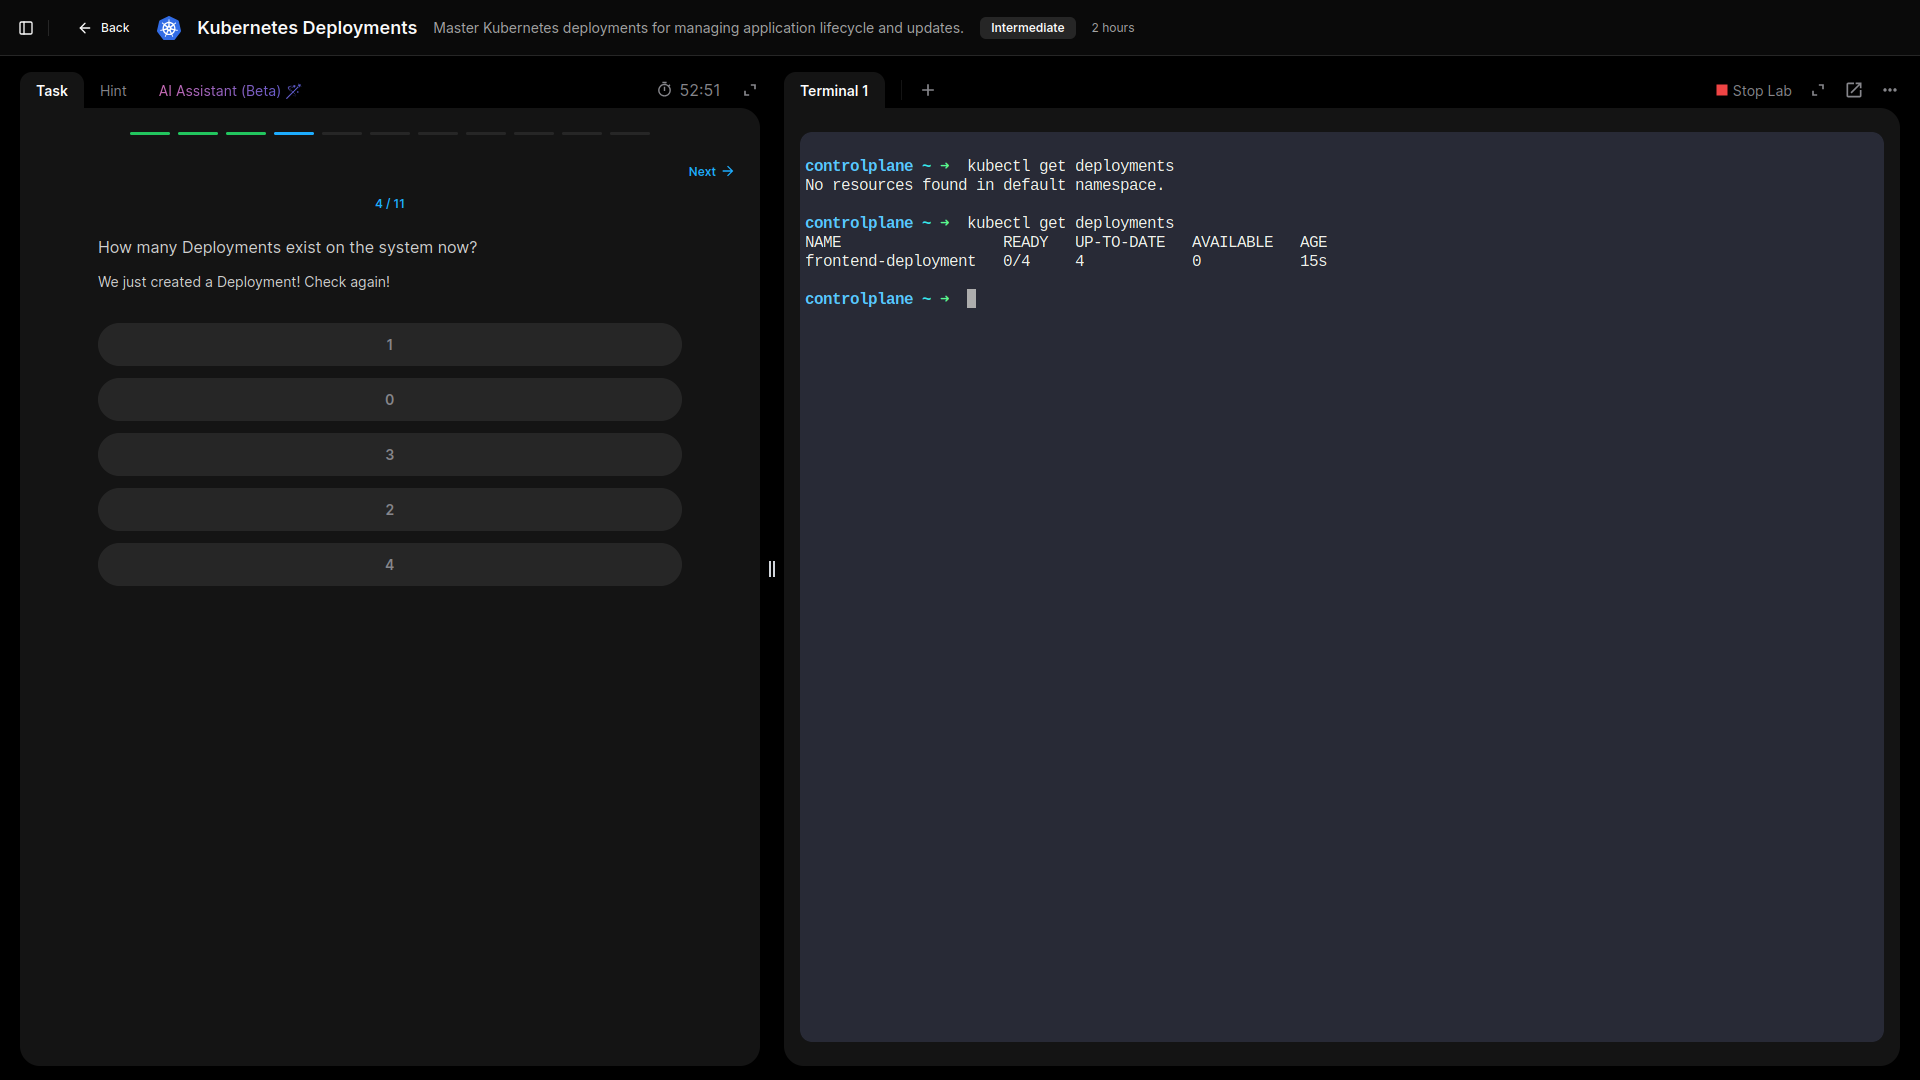 Back
Kubernetes Deployments
Master Kubernetes deployments for managing application lifecycle and updates.
Intermediate
2 hours
Task
Hint
AI Assistant (Beta)
52:51
Next →
4 / 11
How many Deployments exist on the system now?
We just created a Deployment! Check again!
1
0
3
2
4
Terminal 1
+
Stop Lab
controlplane ~ ➜  kubectl get deployments
No resources found in default namespace.
controlplane ~ ➜  kubectl get deployments
NAME                  READY   UP-TO-DATE   AVAILABLE   AGE
frontend-deployment   0/4     4            0           15s
controlplane ~ ➜